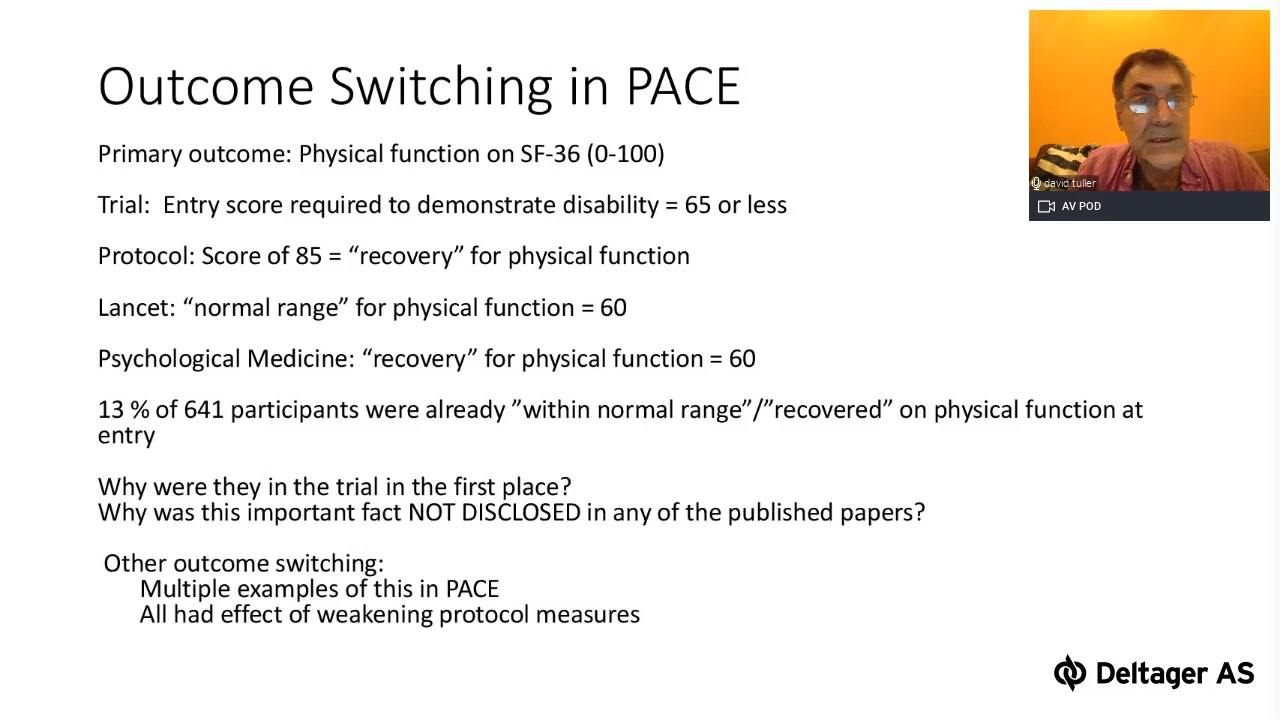 Outcome Switching in PACE
Primary outcome: Physical function on SF-36 (0-100)
Trial:  Entry score required to demonstrate disability = 65 or less
Protocol: Score of 85 = “recovery” for physical function
Lancet: “normal range” for physical function = 60
Psychological Medicine: “recovery” for physical function = 60
13 % of 641 participants were already ”within normal range”/”recovered” on physical function at
entry
Why were they in the trial in the first place?
Why was this important fact NOT DISCLOSED in any of the published papers?
Other outcome switching:
Multiple examples of this in PACE
All had effect of weakening protocol measures
david tuller
AV POD
Deltager AS